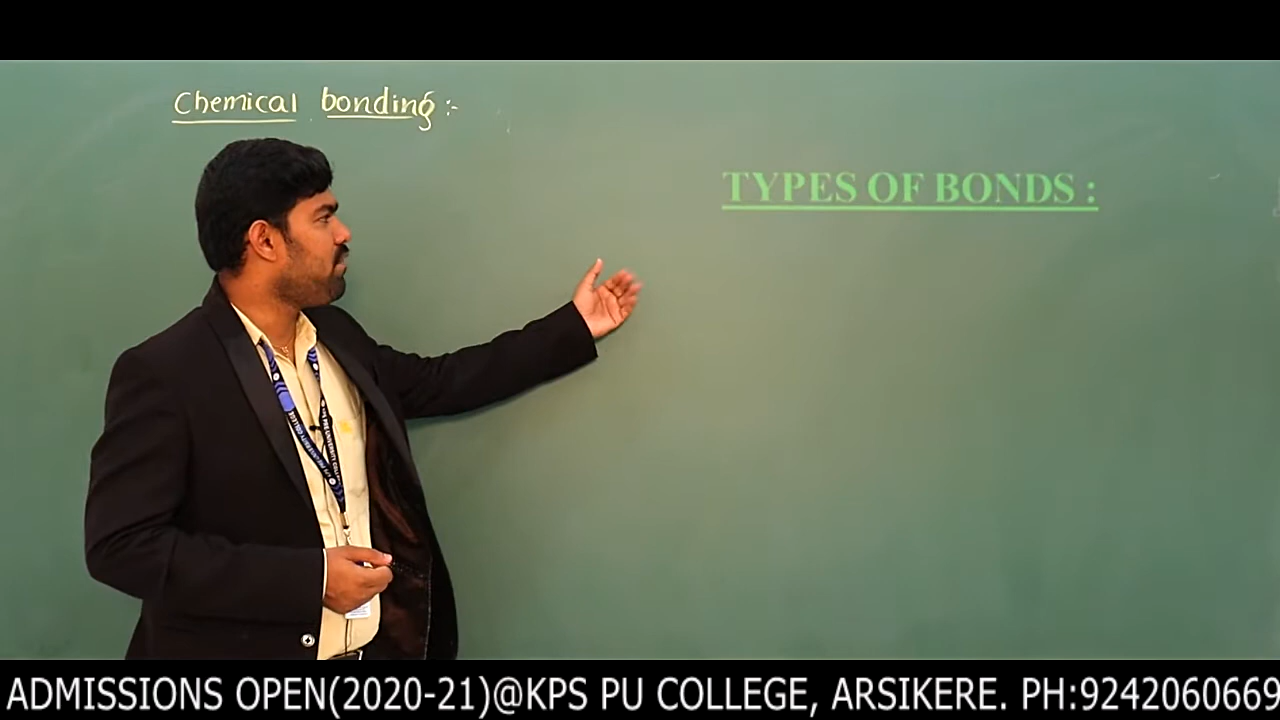 Chemical bonding :-
TYPES OF BONDS :
ADMISSIONS OPEN(2020-21)@KPS PU COLLEGE, ARSIKERE. PH:9242060669